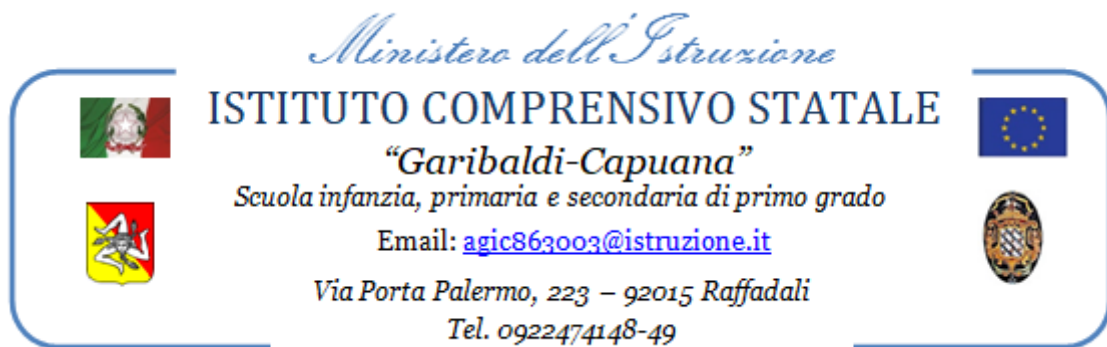 Ministero dell'Istruzione
ISTITUTO COMPRENSIVO STATALE
“Garibaldi-Capuana”
Scuola infanzia, primaria e secondaria di primo grado
Email: agic863003@istruzione.it
Via Porta Palermo, 223 – 92015 Raffadali
Tel. 0922474148-49